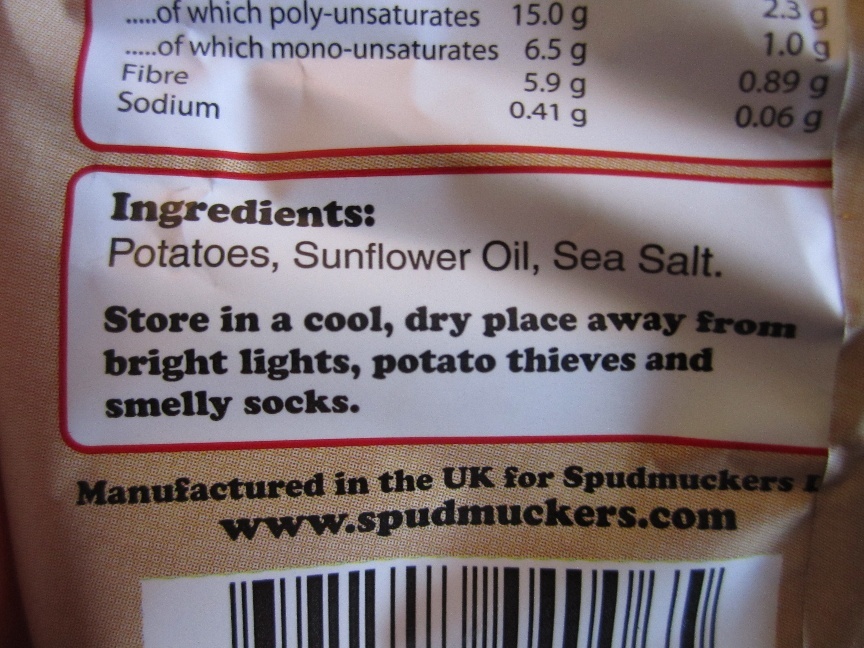 .....of which poly-unsaturates 15.0 g 2.3 g
.....of which mono-unsaturates 6.5 g 1.0 g
Fibre 5.9 g 0.89 g
Sodium 0.41 g 0.06 g
Ingredients:
Potatoes, Sunflower Oil, Sea Salt.
Store in a cool, dry place away from
bright lights, potato thieves and
smelly socks.
Manufactured in the UK for Spudmuckers
www.spudmuckers.com